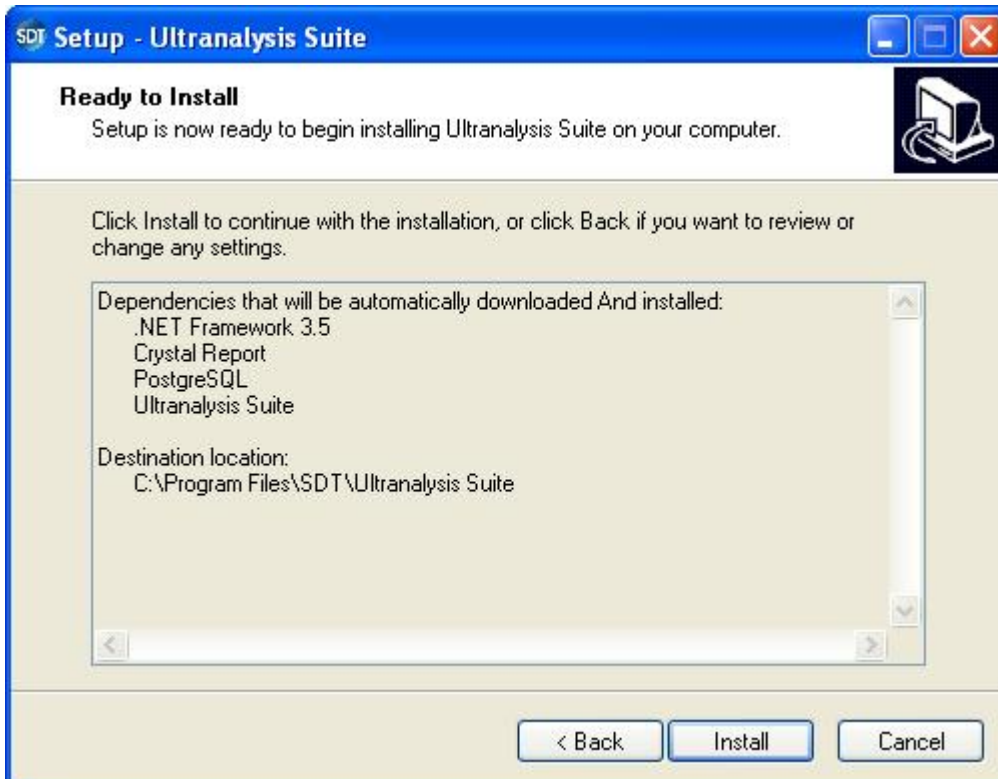 SDT Setup - Ultranalysis Suite
Ready to Install
Setup is now ready to begin installing Ultranalysis Suite on your computer.
Click Install to continue with the installation, or click Back if you want to review or
change any settings.
Dependencies that will be automatically downloaded And installed:
.NET Framework 3.5
Crystal Report
PostgreSQL
Ultranalysis Suite
Destination location:
C:\Program Files\SDT\Ultranalysis Suite
< Back Install Cancel